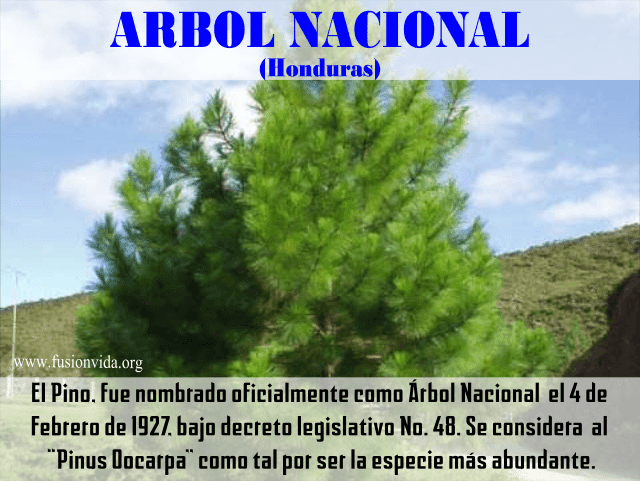 ARBOL NACIONAL
(Honduras)
www.fusionvida.org
El Pino. Fue nombrado oficialmente como Árbol Nacional el 4 de
Febrero de 1927. bajo decreto legislativo No. 48. Se considera al
¨Pinus Oocarpa¨ como tal por ser la especie más abundante.